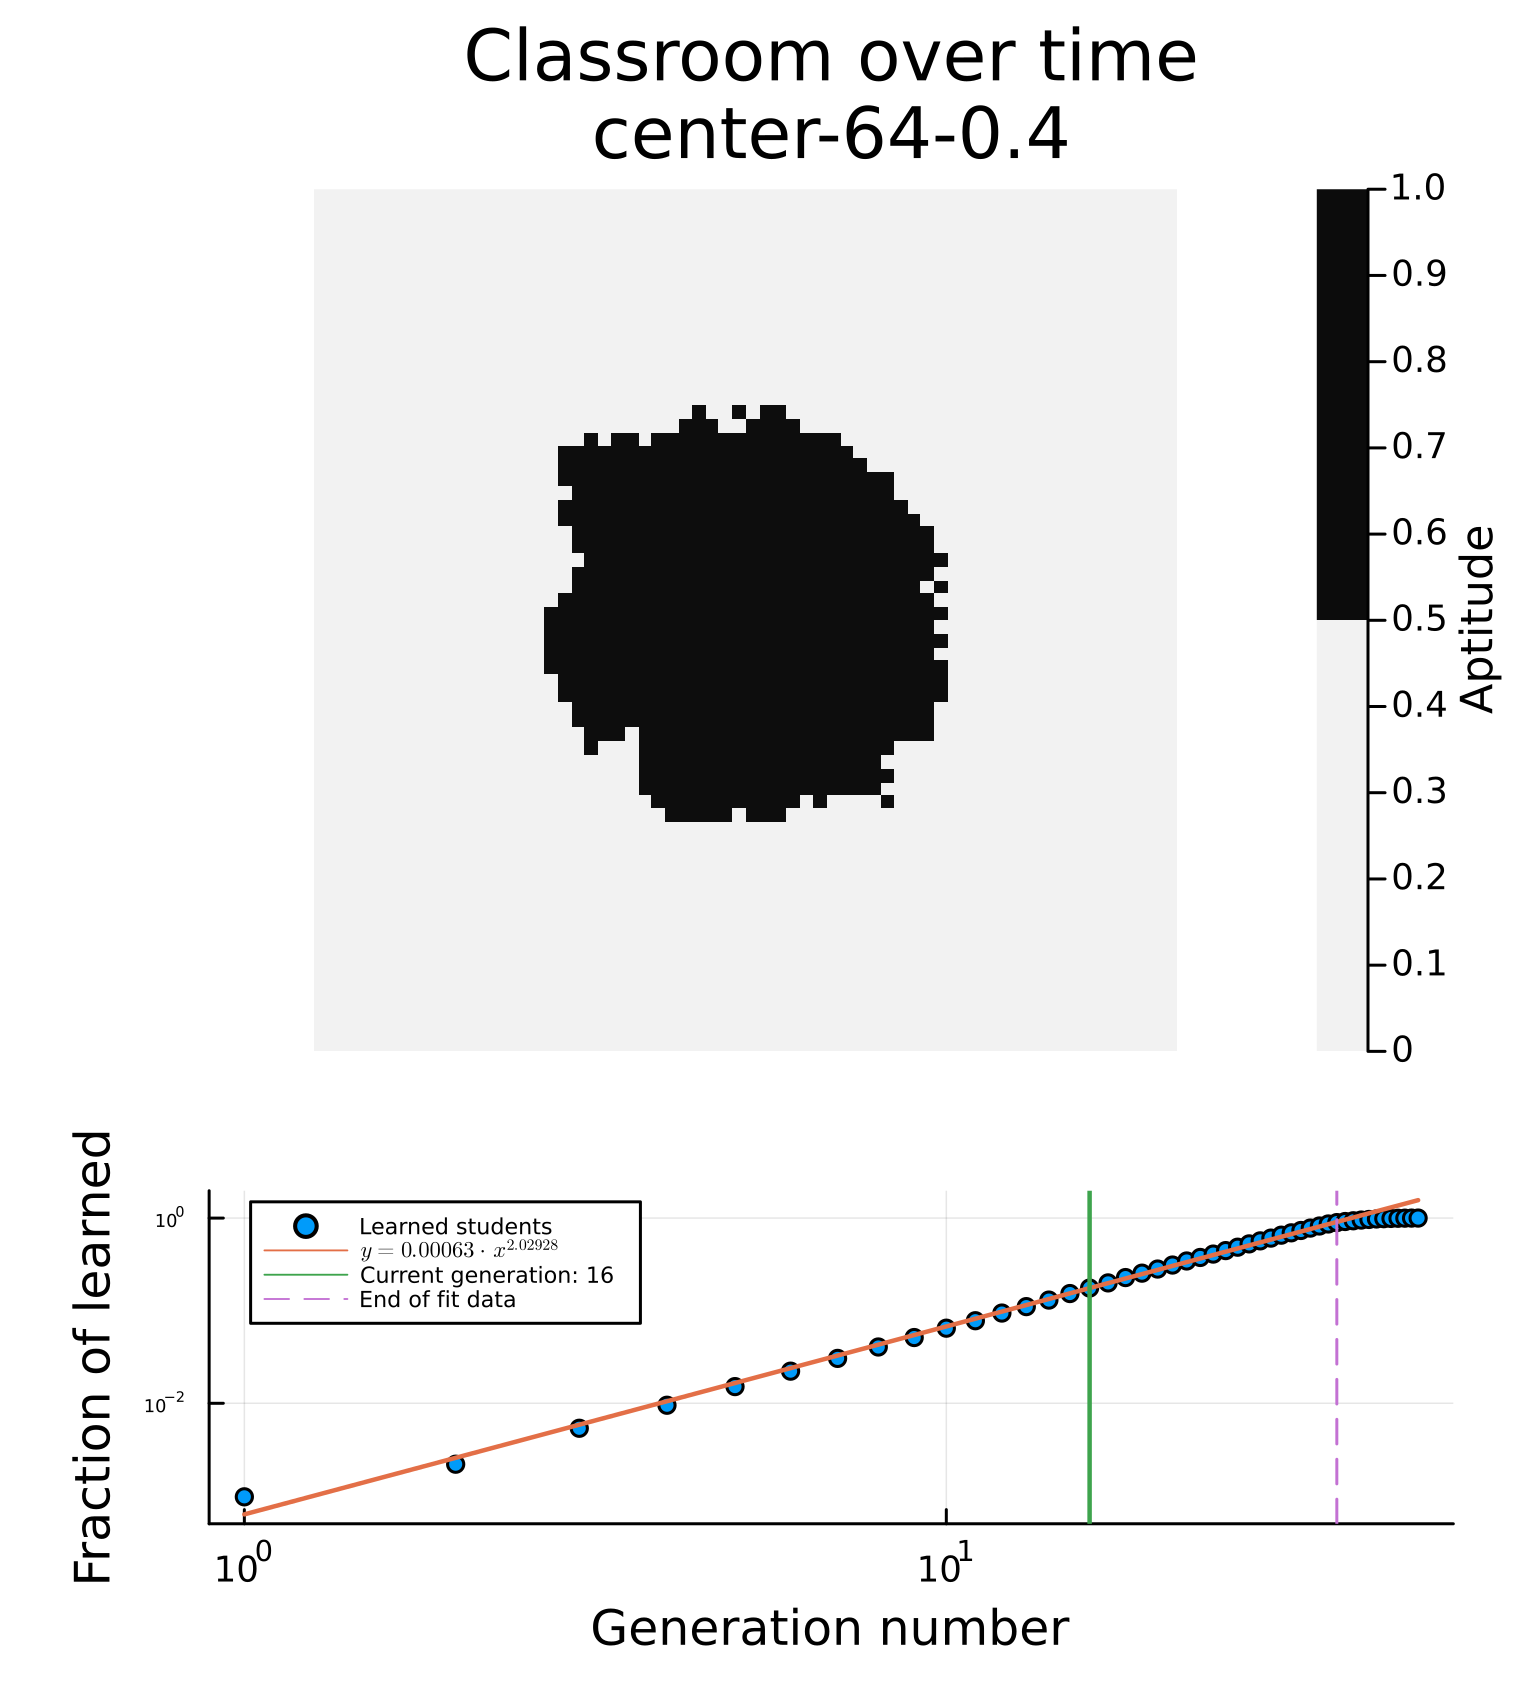 Classroom over time
center-64-0.4
1.0
0.9
0.8
0.7
0.6
0.5
0.4
0.3
0.2
0.1
0
Aptitude
Fraction of learned
10^0
10^-2
Learned students
y = 0.00063 · x^2.02928
Current generation: 16
End of fit data
10^0
10^1
Generation number